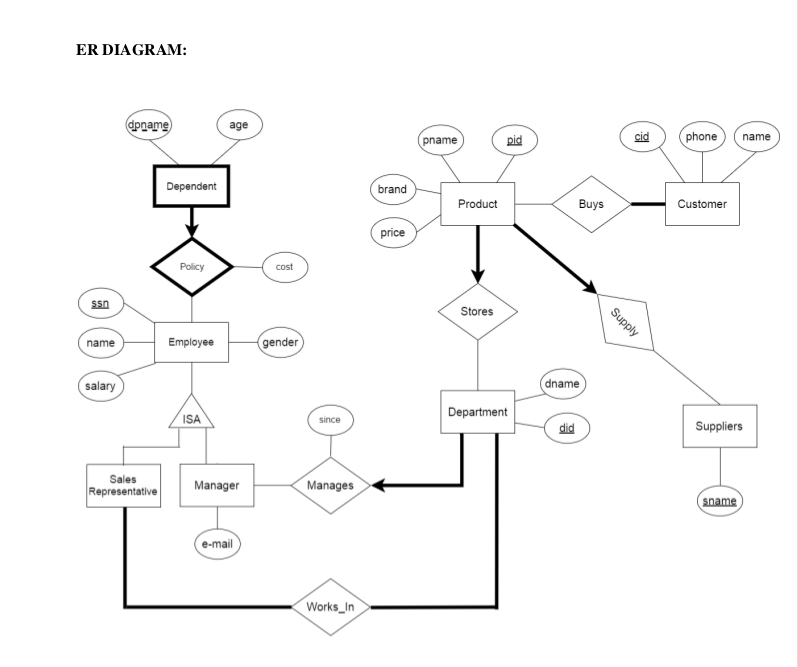 ER DIAGRAM:
dpname
age
Dependent
Policy
cost
ssn
name
salary
Employee
gender
ISA
Sales
Representative
Manager
e-mail
since
Manages
Works_In
pname
pid
brand
price
Product
Buys
cid
phone
name
Customer
Stores
Supply
Department
dname
did
Suppliers
sname